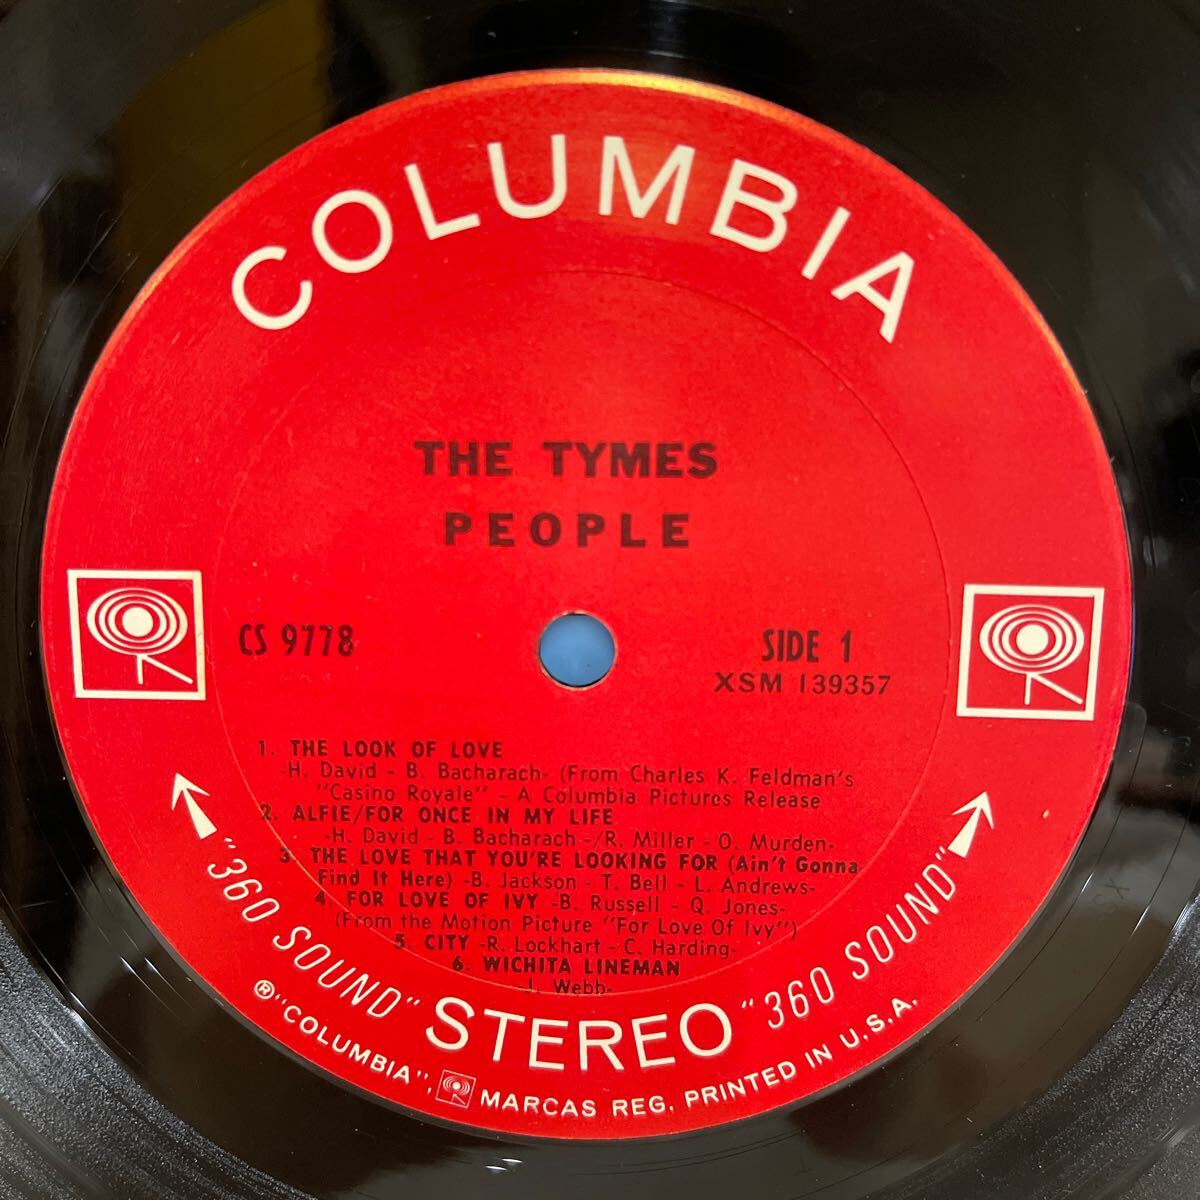 COLUMBIA
THE TYMES
PEOPLE
CS 9778
SIDE 1
XSM 139357
1. THE LOOK OF LOVE
-H. David - B. Bacharach- (From Charles K. Feldman's
"Casino Royale" - A Columbia Pictures Release
2. ALFIE/FOR ONCE IN MY LIFE
-H. David - B. Bacharach-/R. Miller - O. Murden-
3. THE LOVE THAT YOU'RE LOOKING FOR (Ain't Gonna
Find It Here) -B. Jackson - T. Bell - L. Andrews-
4. FOR LOVE OF IVY -B. Russell - Q. Jones-
(From the Motion Picture "For Love Of Ivy")
5. CITY -R. Lockhart - C. Harding-
6. WICHITA LINEMAN
-J. Webb-
"360 SOUND" STEREO "360 SOUND"
® "COLUMBIA", MARCAS REG. PRINTED IN U.S.A.